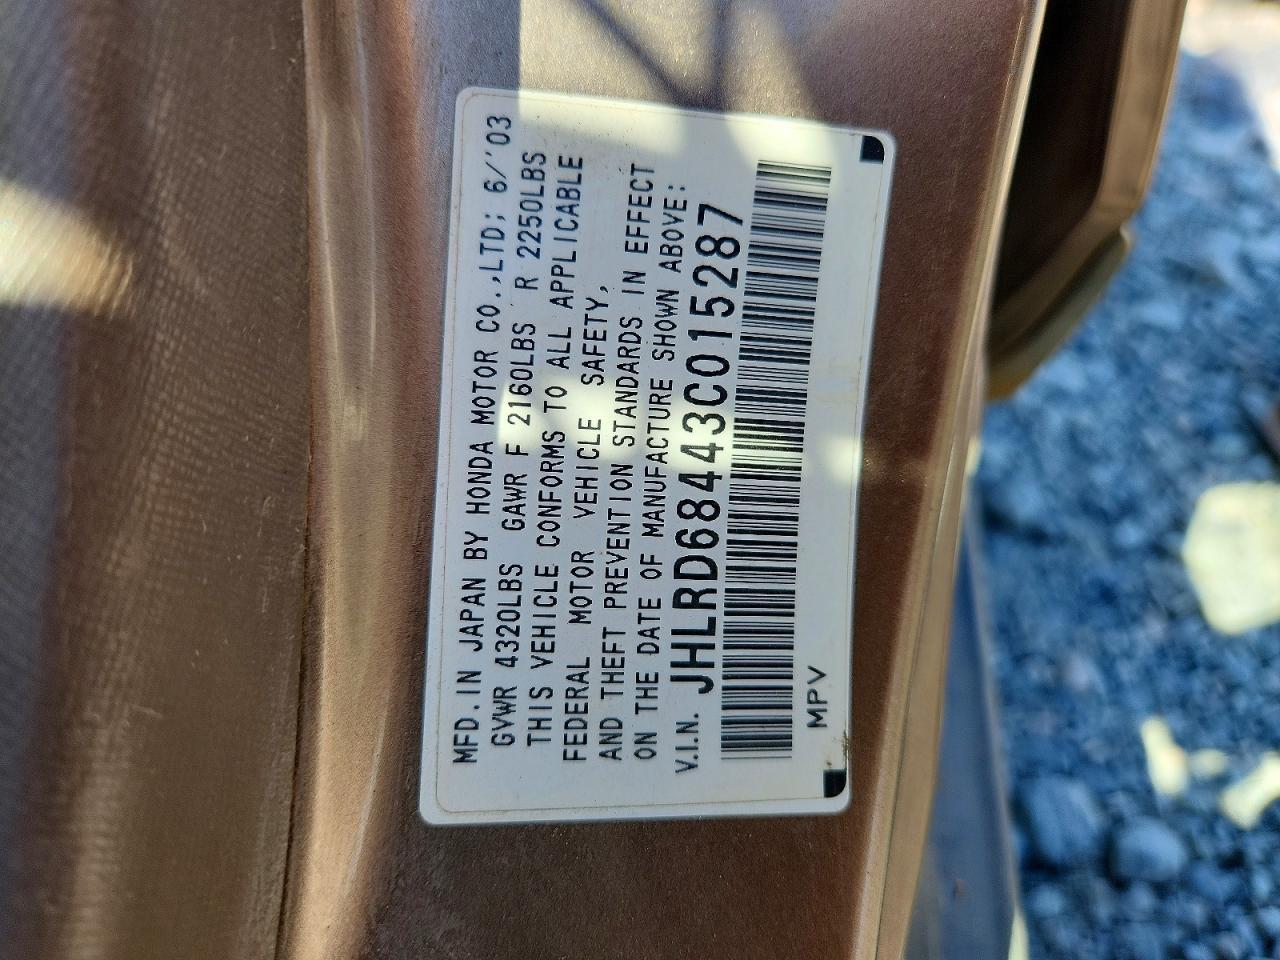 MFD. IN JAPAN BY HONDA MOTOR CO.,LTD; 6/'03
GVWR 4320LBS GAWR F 2160LBS R 2250LBS
THIS VEHICLE CONFORMS TO ALL APPLICABLE
FEDERAL MOTOR VEHICLE SAFETY,
AND THEFT PREVENTION STANDARDS IN EFFECT
ON THE DATE OF MANUFACTURE SHOWN ABOVE:
V.I.N. JHLRD68443C015287
MPV